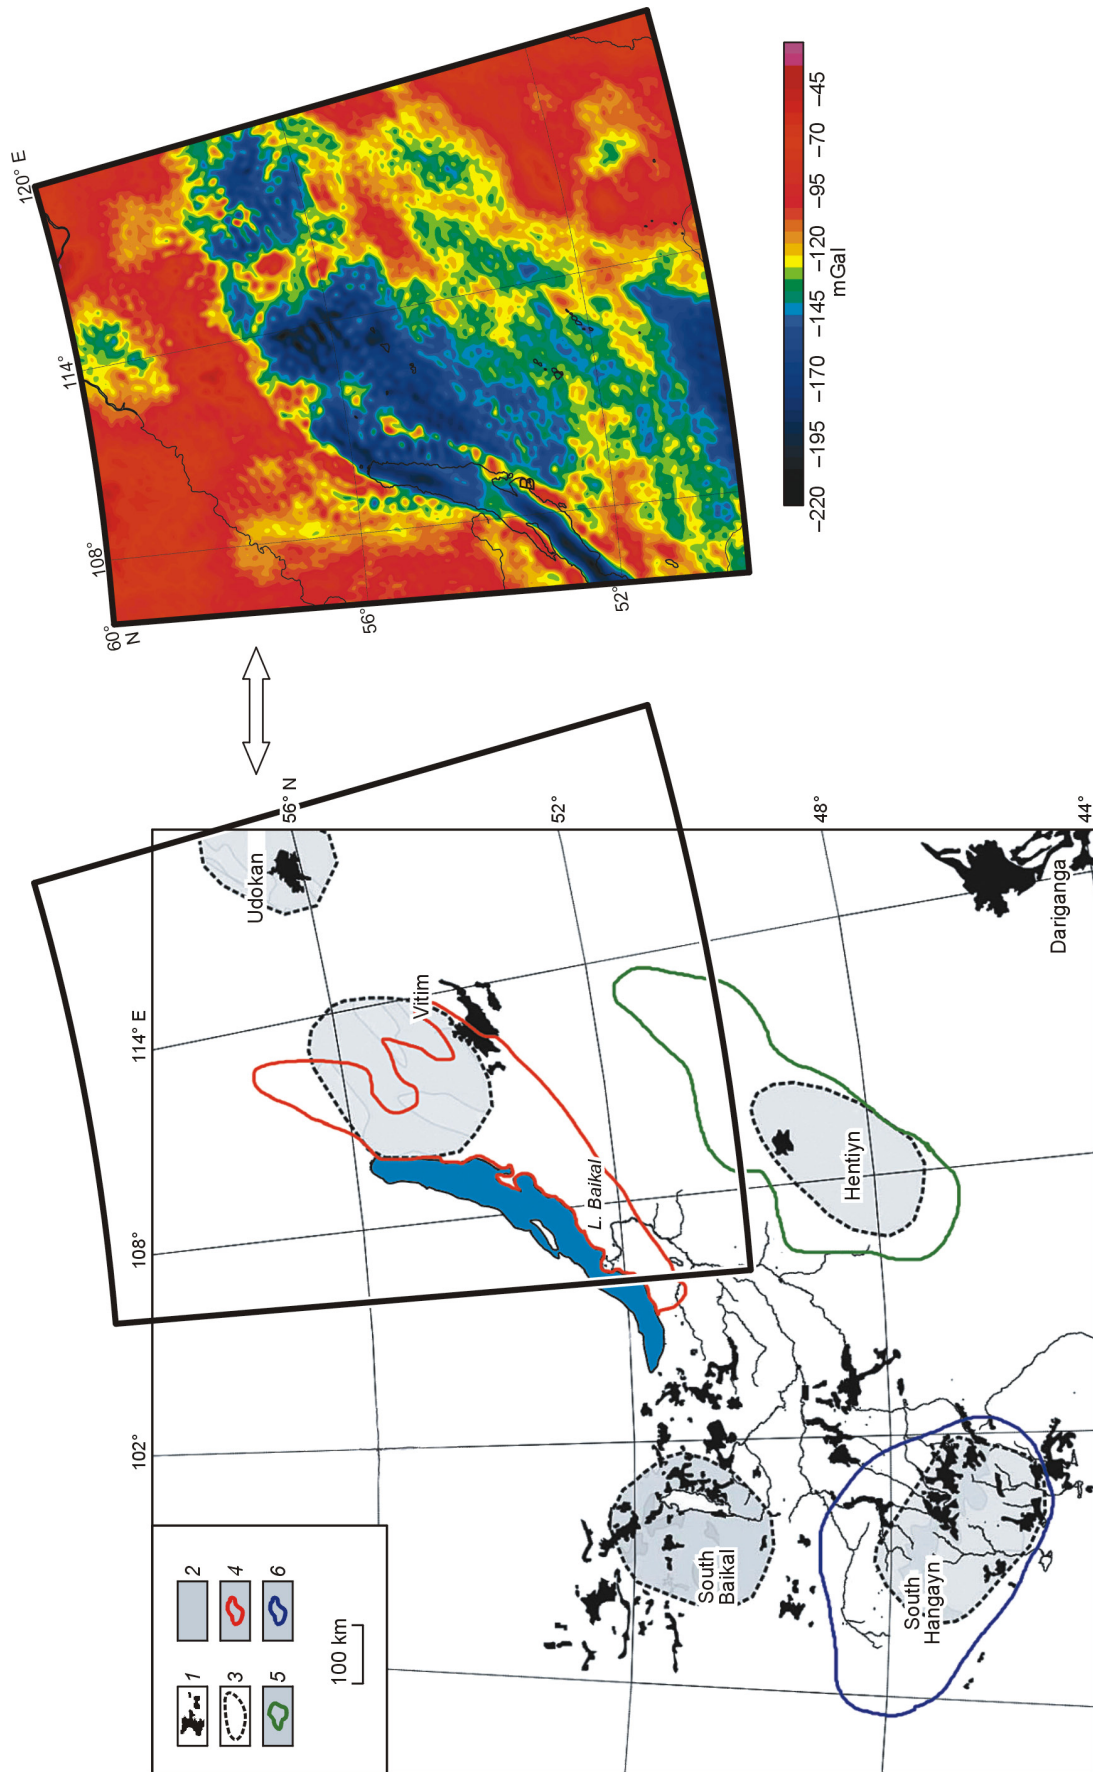 1
2
3
4
5
6
100 km
102°
108°
114° E
56° N
52°
48°
44°
Udokan
Vitim
L. Baikal
Hentiyn
Dariganga
South
Baikal
South
Hangayn
60°
N
108°
114°
120° E
56°
52°
B
−220
−195
−170
−145
−120
−95
−70
−45
mGal